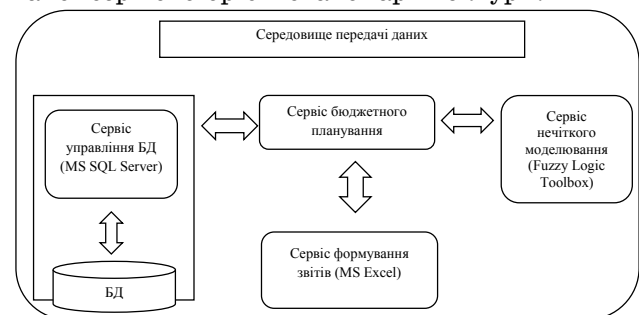 Середовище передачі даних
Сервіс
управління БД
(MS SQL Server)
БД
Сервіс бюджетного
планування
Сервіс формування
звітів (MS Excel)
Сервіс
нечіткого
моделювання
(Fuzzy Logic
Toolbox)